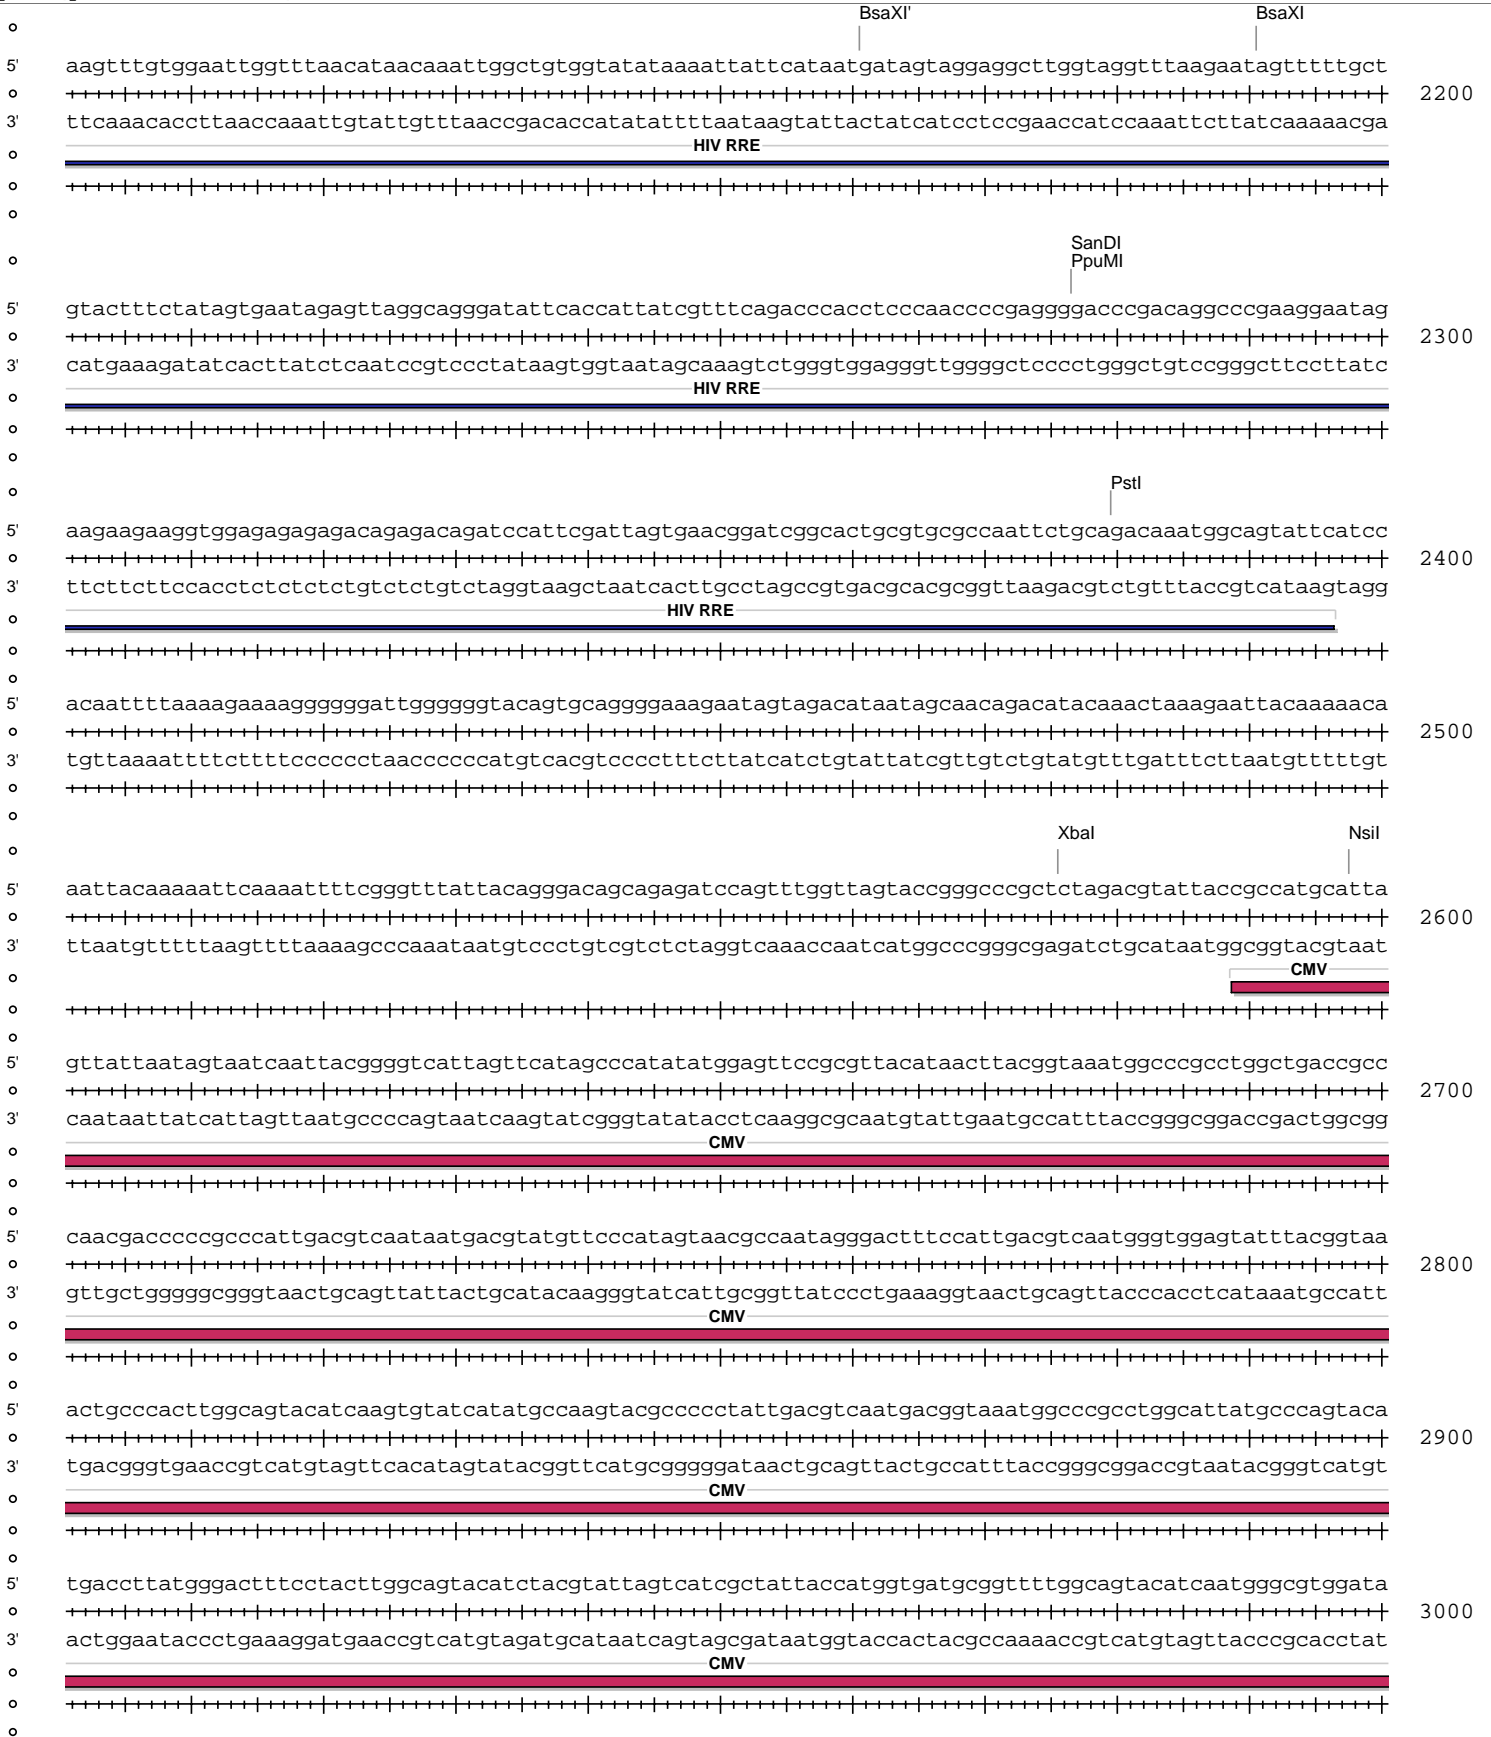 BsaXI' BsaXI
5' aagtttgtggaattggtttaacataacaaattggctgtggtatataaaattattcataatgatagtaggaggcttggtaggtttaagaatagtttttgct
2200
3' ttcaaacaccttaaccaaattgtattgtttaaccgacaccatatattttaataagtattactatcatcctccgaaccatccaaattcttatcaaaaacga
HIV RRE
SanDI
PpuMI
5' gtactttctatagtgaatagagttaggcagggatattcaccattatcgtttcagacccacctcccaaccccgaggggacccgacaggcccgaaggaatag
2300
3' catgaaagatatcacttatctcaatccgtccctataagtggtaatagcaaagtctgggtggagggttggggctcccctgggctgtccgggcttccttatc
HIV RRE
PstI
5' aagaagaaggtggagagagagacagagacagatccattcgattagtgaacggatcggcactgcgtgcgccaattctgcagacaaatggcagtattcatcc
2400
3' ttcttcttccacctctctctctgtctctgtctaggtaagctaatcacttgcctagccgtgacgcacgcggttaagacgtctgtttaccgtcataagtagg
HIV RRE
5' acaattttaaaagaaaaggggggattggggggtacagtgcaggggaaagaatagtagacataatagcaacagacatacaaactaaagaattacaaaaaca
2500
3' tgttaaaattttcttttcccccctaaccccccatgtcacgtcccctttcttatcatctgtattatcgttgtctgtatgtttgatttcttaatgtttttgt
XbaI NsiI
5' aattacaaaaattcaaaattttcgggtttattacagggacagcagagatccagtttggttagtaccgggcccgctctagacgtattaccgccatgcatta
2600
3' ttaatgtttttaagttttaaaagcccaaataatgtccctgtcgtctctaggtcaaaccaatcatggcccgggcgagatctgcataatggcggtacgtaat
CMV
5' gttattaatagtaatcaattacggggtcattagttcatagcccatatatggagttccgcgttacataacttacggtaaatggcccgcctggctgaccgcc
2700
3' caataattatcattagttaatgccccagtaatcaagtatcgggtatatacctcaaggcgcaatgtattgaatgccatttaccgggcggaccgactggcgg
CMV
5' caacgacccccgcccattgacgtcaataatgacgtatgttcccatagtaacgccaatagggactttccattgacgtcaatgggtggagtatttacggtaa
2800
3' gttgctgggggcgggtaactgcagttattactgcatacaagggtatcattgcggttatccctgaaaggtaactgcagttacccacctcataaatgccatt
CMV
5' actgcccacttggcagtacatcaagtgtatcatatgccaagtacgccccctattgacgtcaatgacggtaaatggcccgcctggcattatgcccagtaca
2900
3' tgacgggtgaaccgtcatgtagttcacatagtatacggttcatgcgggggataactgcagttactgccatttaccgggcggaccgtaatacgggtcatgt
CMV
5' tgaccttatgggactttcctacttggcagtacatctacgtattagtcatcgctattaccatggtgatgcggttttggcagtacatcaatgggcgtggata
3000
3' actggaataccctgaaaggatgaaccgtcatgtagatgcataatcagtagcgataatggtaccactacgccaaaaccgtcatgtagttacccgcacctat
CMV